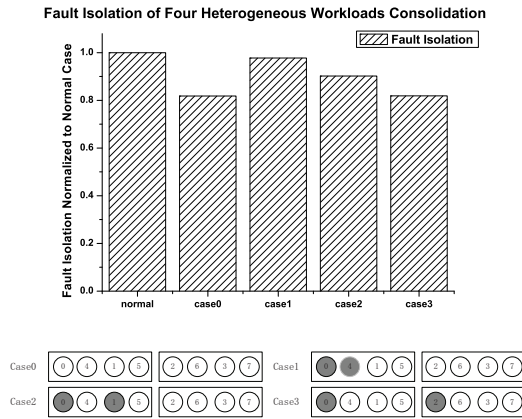 Fault Isolation of Four Heterogeneous Workloads Consolidation
Fault Isolation
Fault Isolation Normalized to Normal Case
1.0
0.8
0.6
0.4
0.2
0.0
normal case0 case1 case2 case3
Case0 0 4 1 5 2 6 3 7 Case1 0 4 1 5 2 6 3 7
Case2 0 4 1 5 2 6 3 7 Case3 0 4 1 5 2 6 3 7